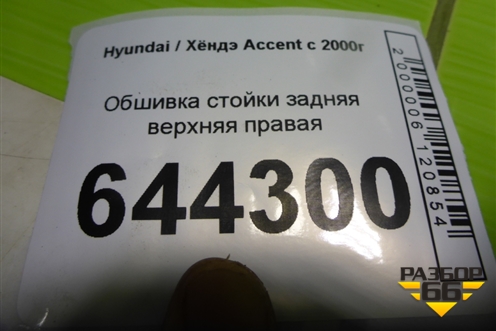 Hyundai / Хёндэ Accent с 2000г
Обшивка стойки задняя
верхняя правая
644300
2000006120854
РАЗБОР
66